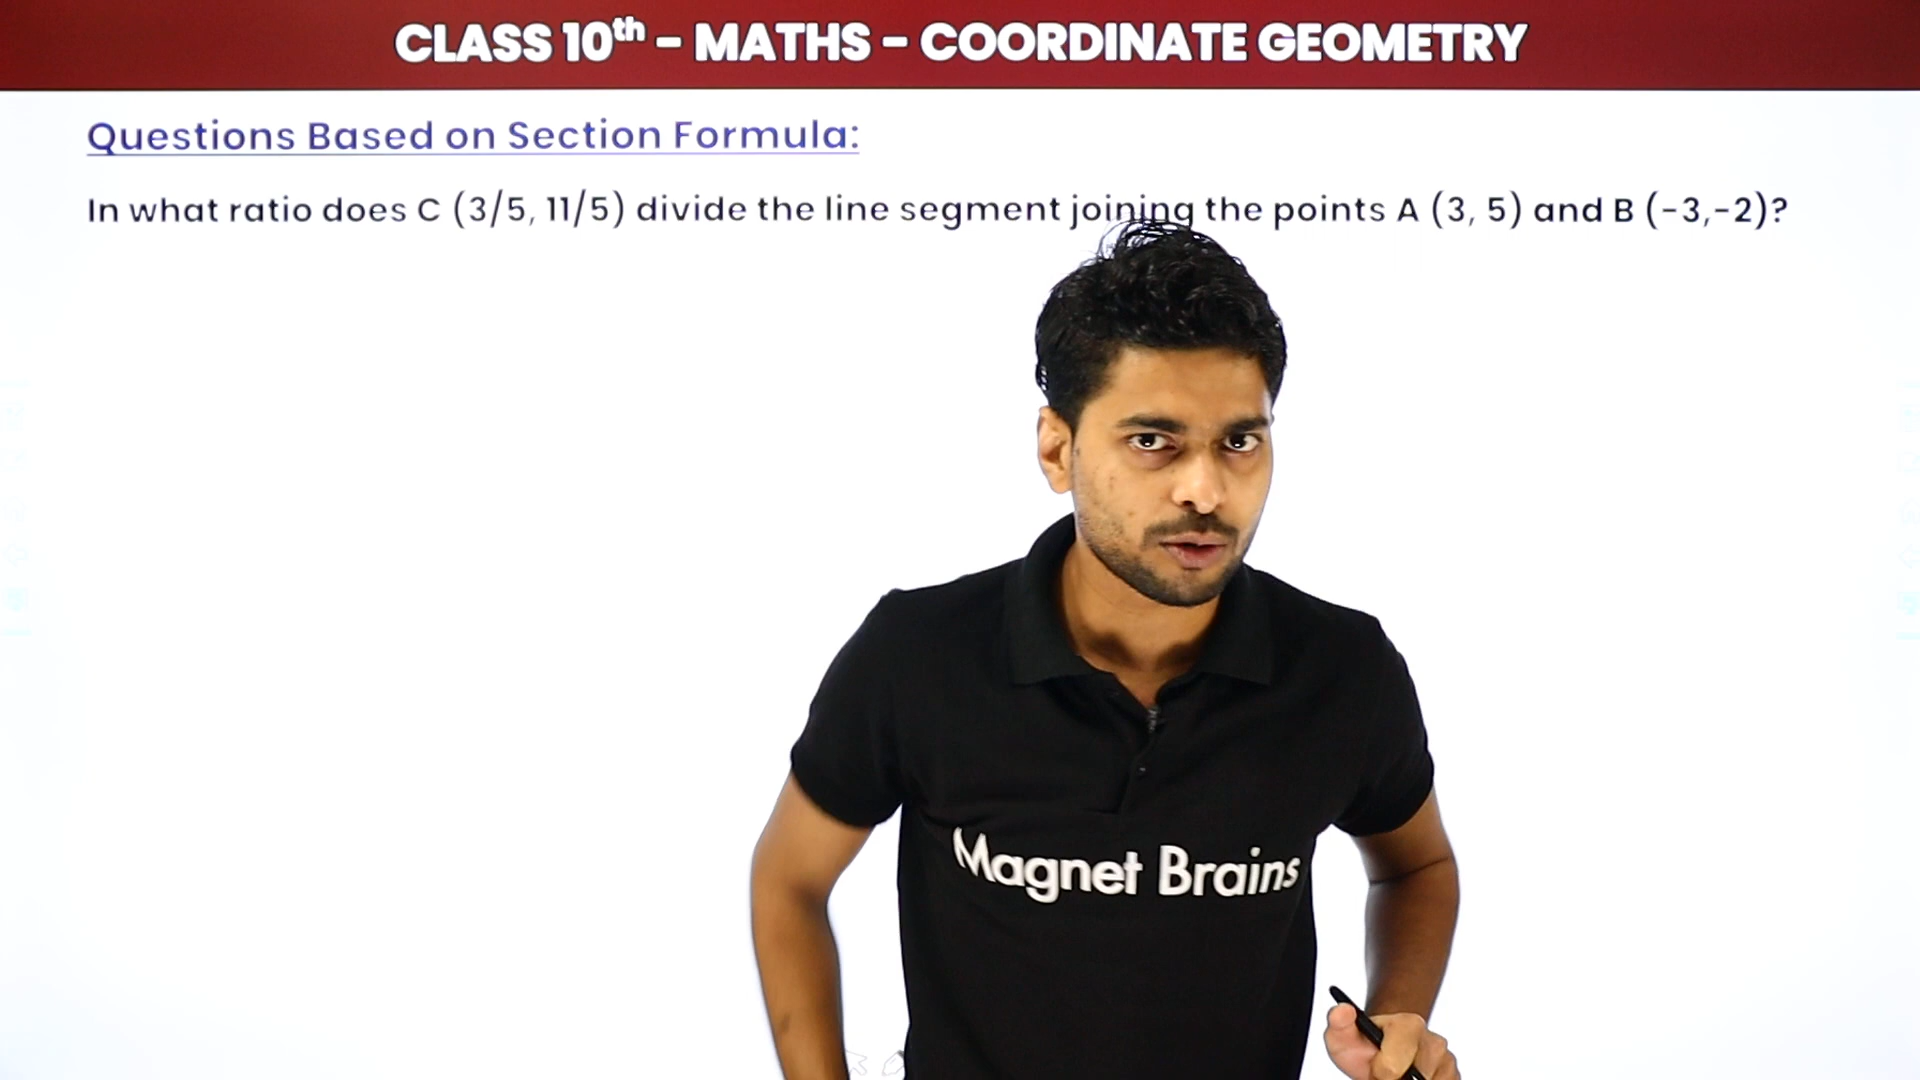 CLASS 10th - MATHS - COORDINATE GEOMETRY
Questions Based on Section Formula:
In what ratio does C (3/5, 11/5) divide the line segment joining the points A (3, 5) and B (-3,-2)?
Magnet Brains